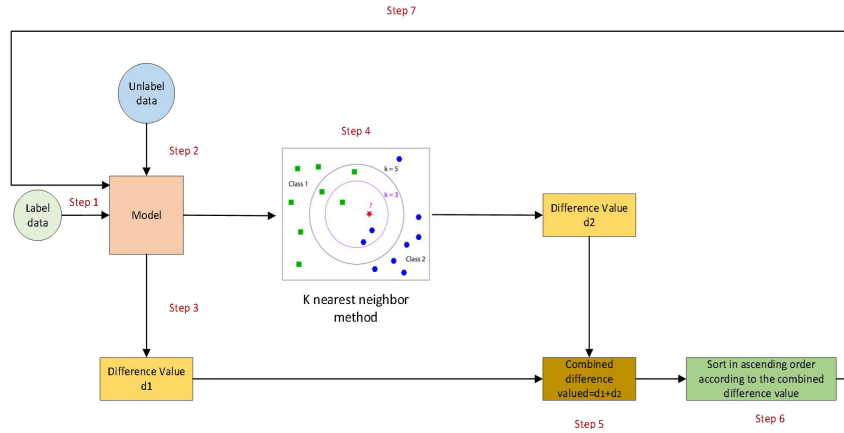 Step 7
Unlabel
data
Step 2
Step 4
Class 1
k = 5
k = 3
?
Class 2
K nearest neighbor
method
Label
data
Step 1
Model
Difference Value
d2
Step 3
Difference Value
d1
Combined
difference
valued=d1+d2
Step 5
Sort in ascending order
according to the combined
difference value
Step 6